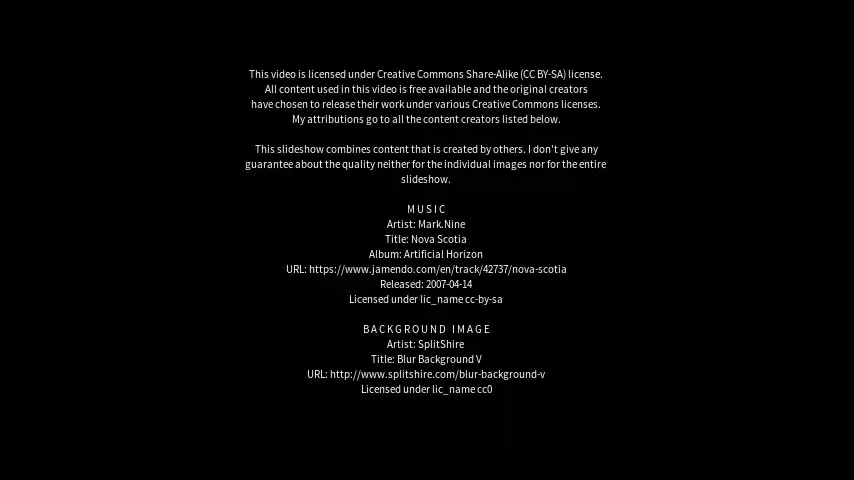 This video is licensed under Creative Commons Share-Alike (CC BY-SA) license.
All content used in this video is free available and the original creators
have chosen to release their work under various Creative Commons licenses.
My attributions go to all the content creators listed below.
This slideshow combines content that is created by others. I don't give any
guarantee about the quality neither for the individual images nor for the entire
slideshow.
MUSIC
Artist: Mark.Nine
Title: Nova Scotia
Album: Artificial Horizon
URL: https://www.jamendo.com/en/track/42737/nova-scotia
Released: 2007-04-14
Licensed under lic_name cc-by-sa
BACKGROUND IMAGE
Artist: SplitShire
Title: Blur Background V
URL: http://www.splitshire.com/blur-background-v
Licensed under lic_name cc0